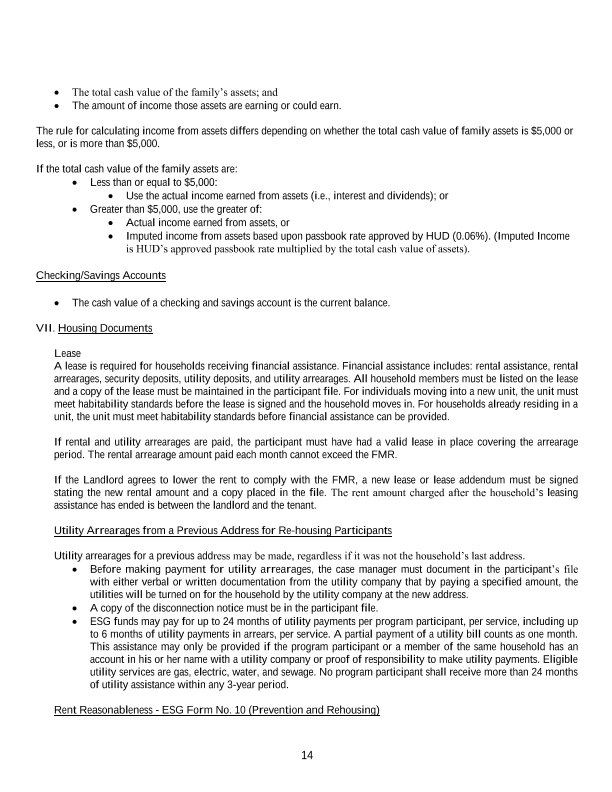 • The total cash value of the family's assets; and
• The amount of income those assets are earning or could earn.
The rule for calculating income from assets differs depending on whether the total cash value of family assets is $5,000 or
less, or is more than $5,000.
If the total cash value of the family assets are:
• Less than or equal to $5,000:
• Use the actual income earned from assets (i.e., interest and dividends); or
• Greater than $5,000, use the greater of:
• Actual income earned from assets, or
• Imputed income from assets based upon passbook rate approved by HUD (0.06%). (Imputed Income
is HUD's approved passbook rate multiplied by the total cash value of assets).
Checking/Savings Accounts
• The cash value of a checking and savings account is the current balance.
VII. Housing Documents
Lease
A lease is required for households receiving financial assistance. Financial assistance includes: rental assistance, rental
arrearages, security deposits, utility deposits, and utility arrearages. All household members must be listed on the lease
and a copy of the lease must be maintained in the participant file. For individuals moving into a new unit, the unit must
meet habitability standards before the lease is signed and the household moves in. For households already residing in a
unit, the unit must meet habitability standards before financial assistance can be provided.
If rental and utility arrearages are paid, the participant must have had a valid lease in place covering the arrearage
period. The rental arrearage amount paid each month cannot exceed the FMR.
If the Landlord agrees to lower the rent to comply with the FMR, a new lease or lease addendum must be signed
stating the new rental amount and a copy placed in the file. The rent amount charged after the household's leasing
assistance has ended is between the landlord and the tenant.
Utility Arrearages from a Previous Address for Re-housing Participants
Utility arrearages for a previous address may be made, regardless if it was not the household's last address.
• Before making payment for utility arrearages, the case manager must document in the participant's file
with either verbal or written documentation from the utility company that by paying a specified amount, the
utilities will be turned on for the household by the utility company at the new address.
• A copy of the disconnection notice must be in the participant file.
• ESG funds may pay for up to 24 months of utility payments per program participant, per service, including up
to 6 months of utility payments in arrears, per service. A partial payment of a utility bill counts as one month.
This assistance may only be provided if the program participant or a member of the same household has an
account in his or her name with a utility company or proof of responsibility to make utility payments. Eligible
utility services are gas, electric, water, and sewage. No program participant shall receive more than 24 months
of utility assistance within any 3-year period.
Rent Reasonableness - ESG Form No. 10 (Prevention and Rehousing)
14